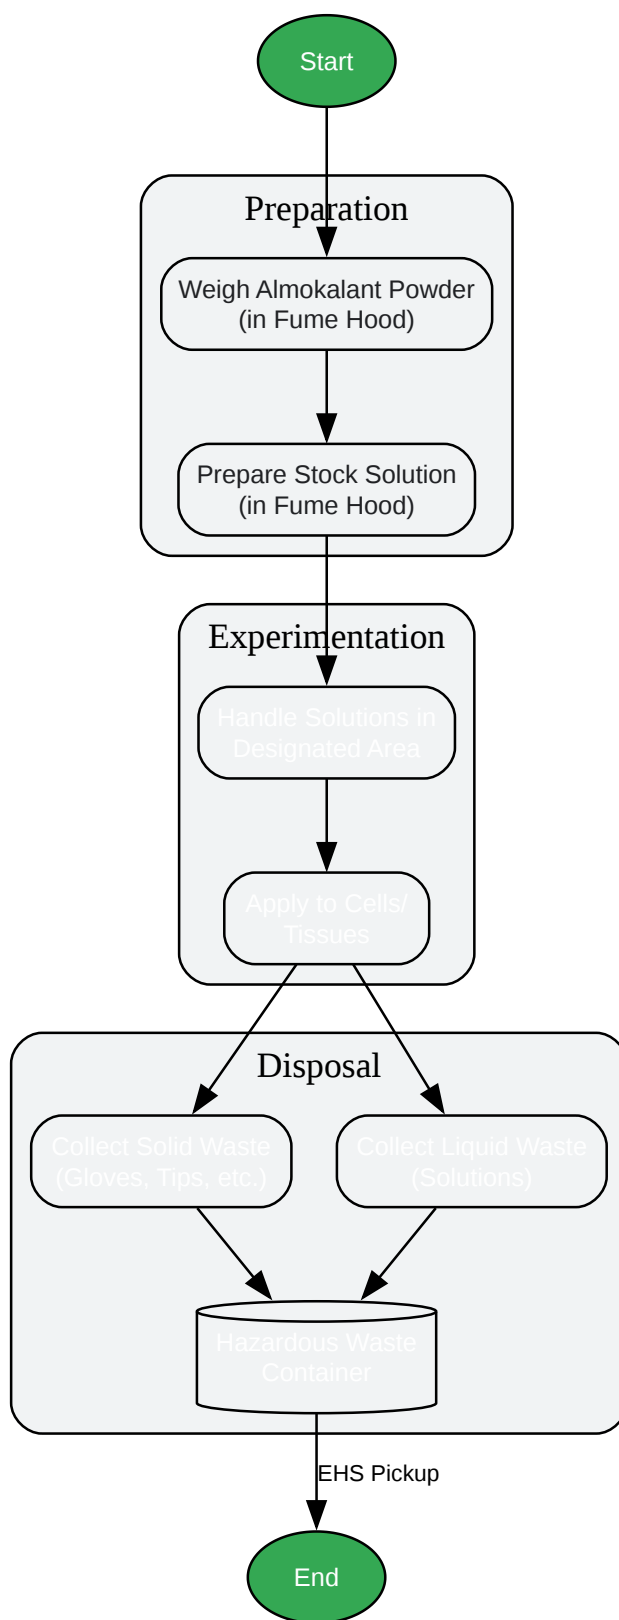 Start
Preparation
Weigh Almokalant Powder
(in Fume Hood)
Prepare Stock Solution
(in Fume Hood)
Experimentation
Handle Solutions in
Designated Area
Apply to Cells/
Tissues
Disposal
Collect Solid Waste
(Gloves, Tips, etc.)
Collect Liquid Waste
(Solutions)
Hazardous Waste
Container
EHS Pickup
End